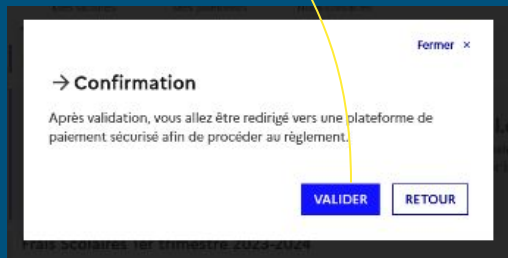 Fermer ×
→ Confirmation
Après validation, vous allez être redirigé vers une plateforme de
paiement sécurisé afin de procéder au règlement.
VALIDER RETOUR
Frais Scolaires 1er trimestre 2023-2024